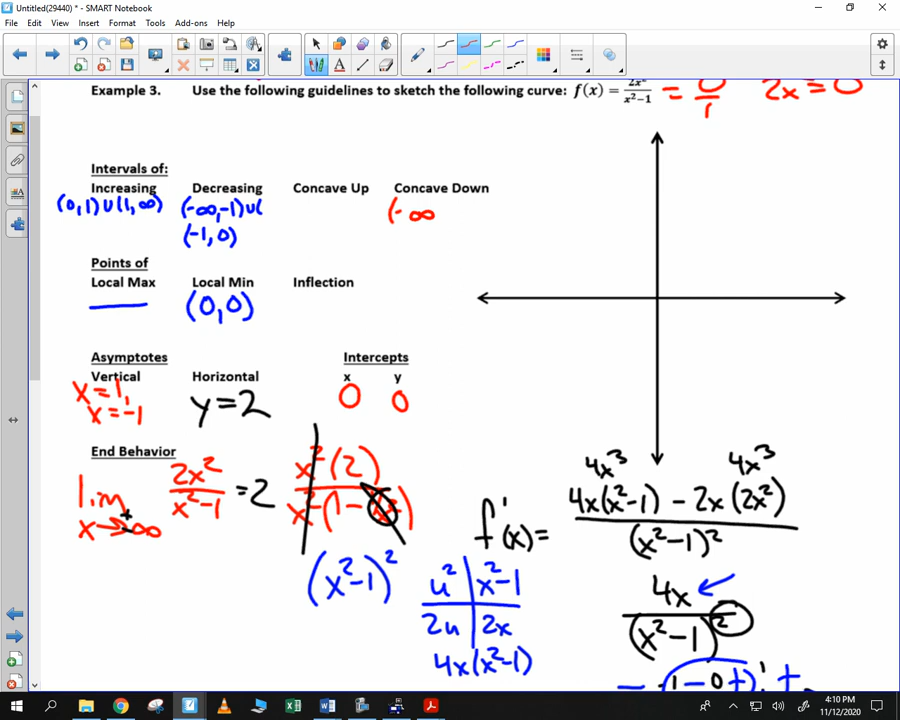 Untitled(29440) * - SMART Notebook
File Edit View Insert Format Tools Add-ons Help
Example 3. Use the following guidelines to sketch the following curve: f(x) = 2x²/x²−1 = 0/1 2x = 0
Intervals of:
Increasing Decreasing Concave Up Concave Down
(0,1)∪(1,∞) (-∞,-1)∪( (-∞
(-1,0)
Points of
Local Max Local Min Inflection
— (0,0)
Asymptotes Intercepts
Vertical Horizontal x y
x=1, y=2 0 0
x=-1
End Behavior
lim x→-∞ 2x²/x²-1 = 2 x²(2)/x²(1-
4x³ 4x³
f'(x)= 4x(x²-1) - 2x(2x²)/(x²-1)²
(x²-1)² u² | x²-1
2u | 2x
4x/(x²-1)²
4x(x²-1)
4:10 PM
11/12/2020